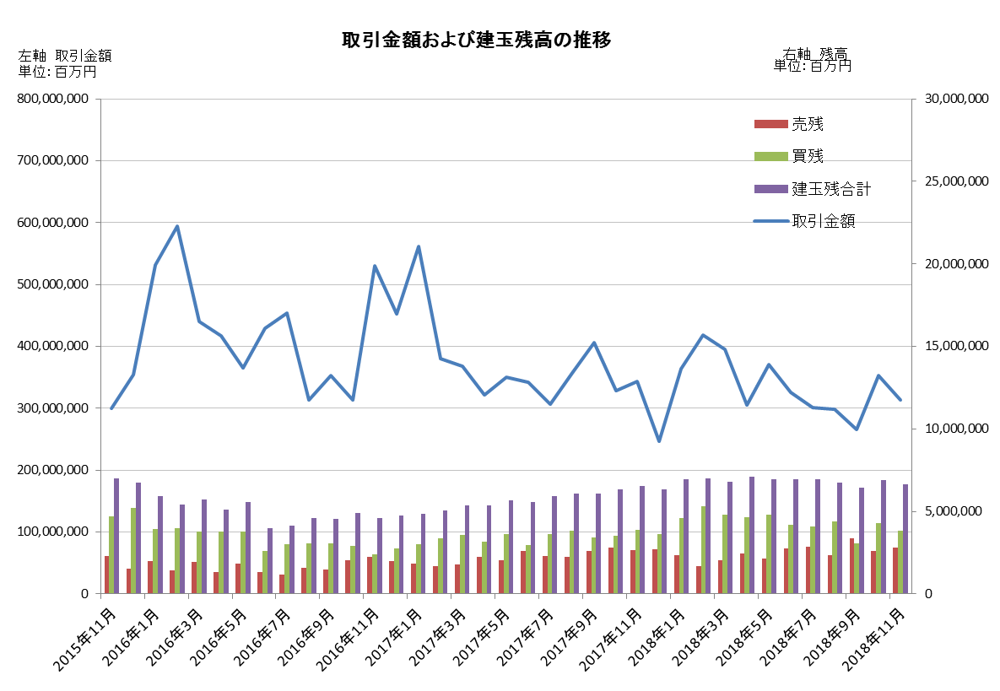 取引金額および建玉残高の推移
左軸 取引金額
単位：百万円
右軸 残高
単位：百万円
800,000,000
700,000,000
600,000,000
500,000,000
400,000,000
300,000,000
200,000,000
100,000,000
0
30,000,000
25,000,000
20,000,000
15,000,000
10,000,000
5,000,000
0
売残
買残
建玉残合計
取引金額
2015年11月
2016年1月
2016年3月
2016年5月
2016年7月
2016年9月
2016年11月
2017年1月
2017年3月
2017年5月
2017年7月
2017年9月
2017年11月
2018年1月
2018年3月
2018年5月
2018年7月
2018年9月
2018年11月